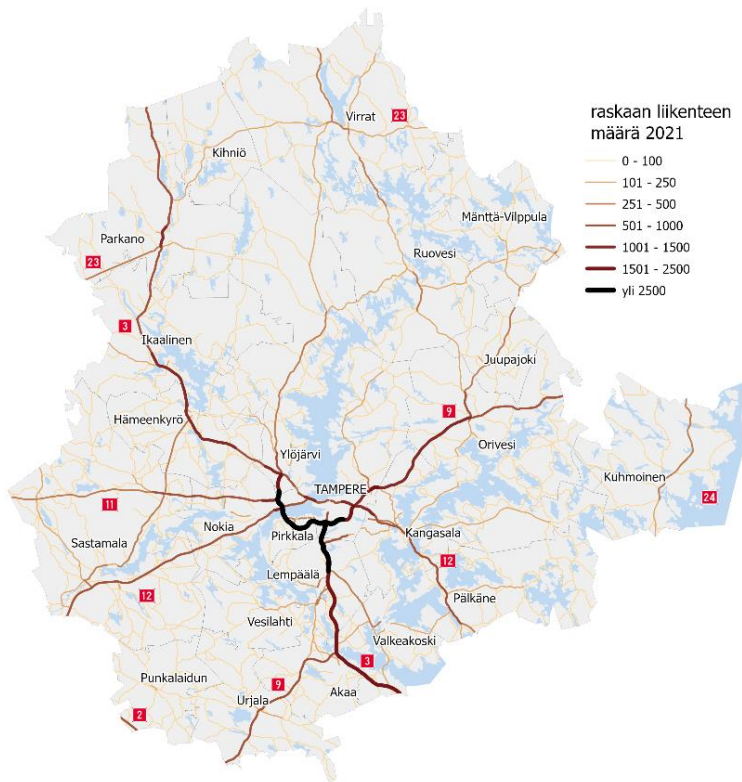 raskaan liikenteen
määrä 2021
0 - 100
101 - 250
251 - 500
501 - 1000
1001 - 1500
1501 - 2500
yli 2500
Virrat
23
Kihniö
Mänttä-Vilppula
Parkano
Ruovesi
23
3
Ikaalinen
Juupajoki
Hämeenkyrö
9
Orivesi
Ylöjärvi
Kuhmoinen
TAMPERE
11
24
Nokia
Pirkkala
Kangasala
Sastamala
12
Lempäälä
12
Pälkäne
Vesilahti
Valkeakoski
3
Punkalaidun
9
Urjala
Akaa
2